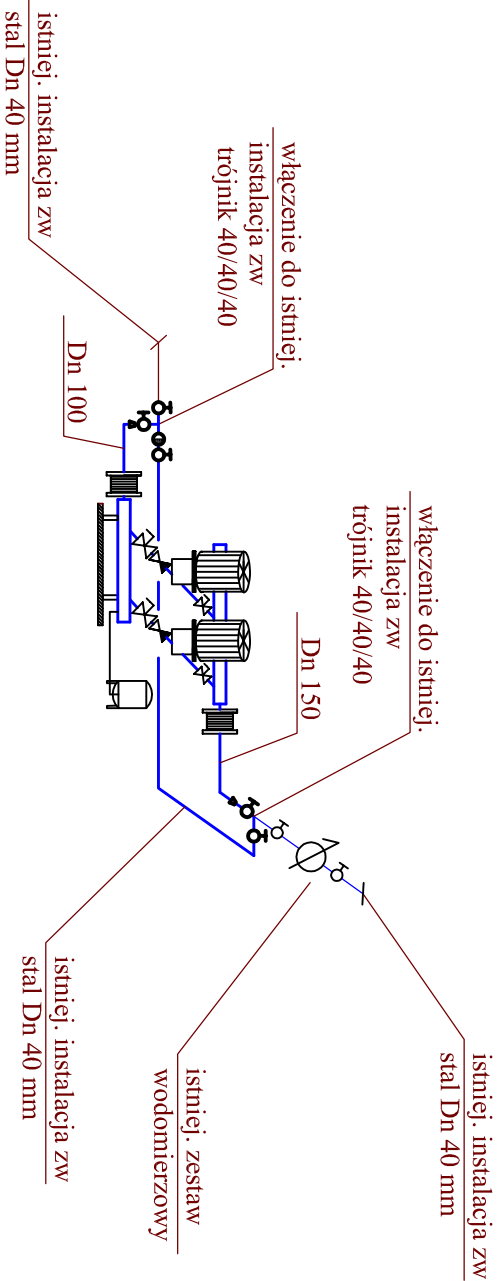 istniej. instalacja zw
stal Dn 40 mm
włączenie do istniej.
instalacja zw
trójnik 40/40/40
Dn 100
włączenie do istniej.
instalacja zw
trójnik 40/40/40
Dn 150
istniej. instalacja zw
stal Dn 40 mm
istniej. zestaw
wodomierzowy
istniej. instalacja zw
stal Dn 40 mm